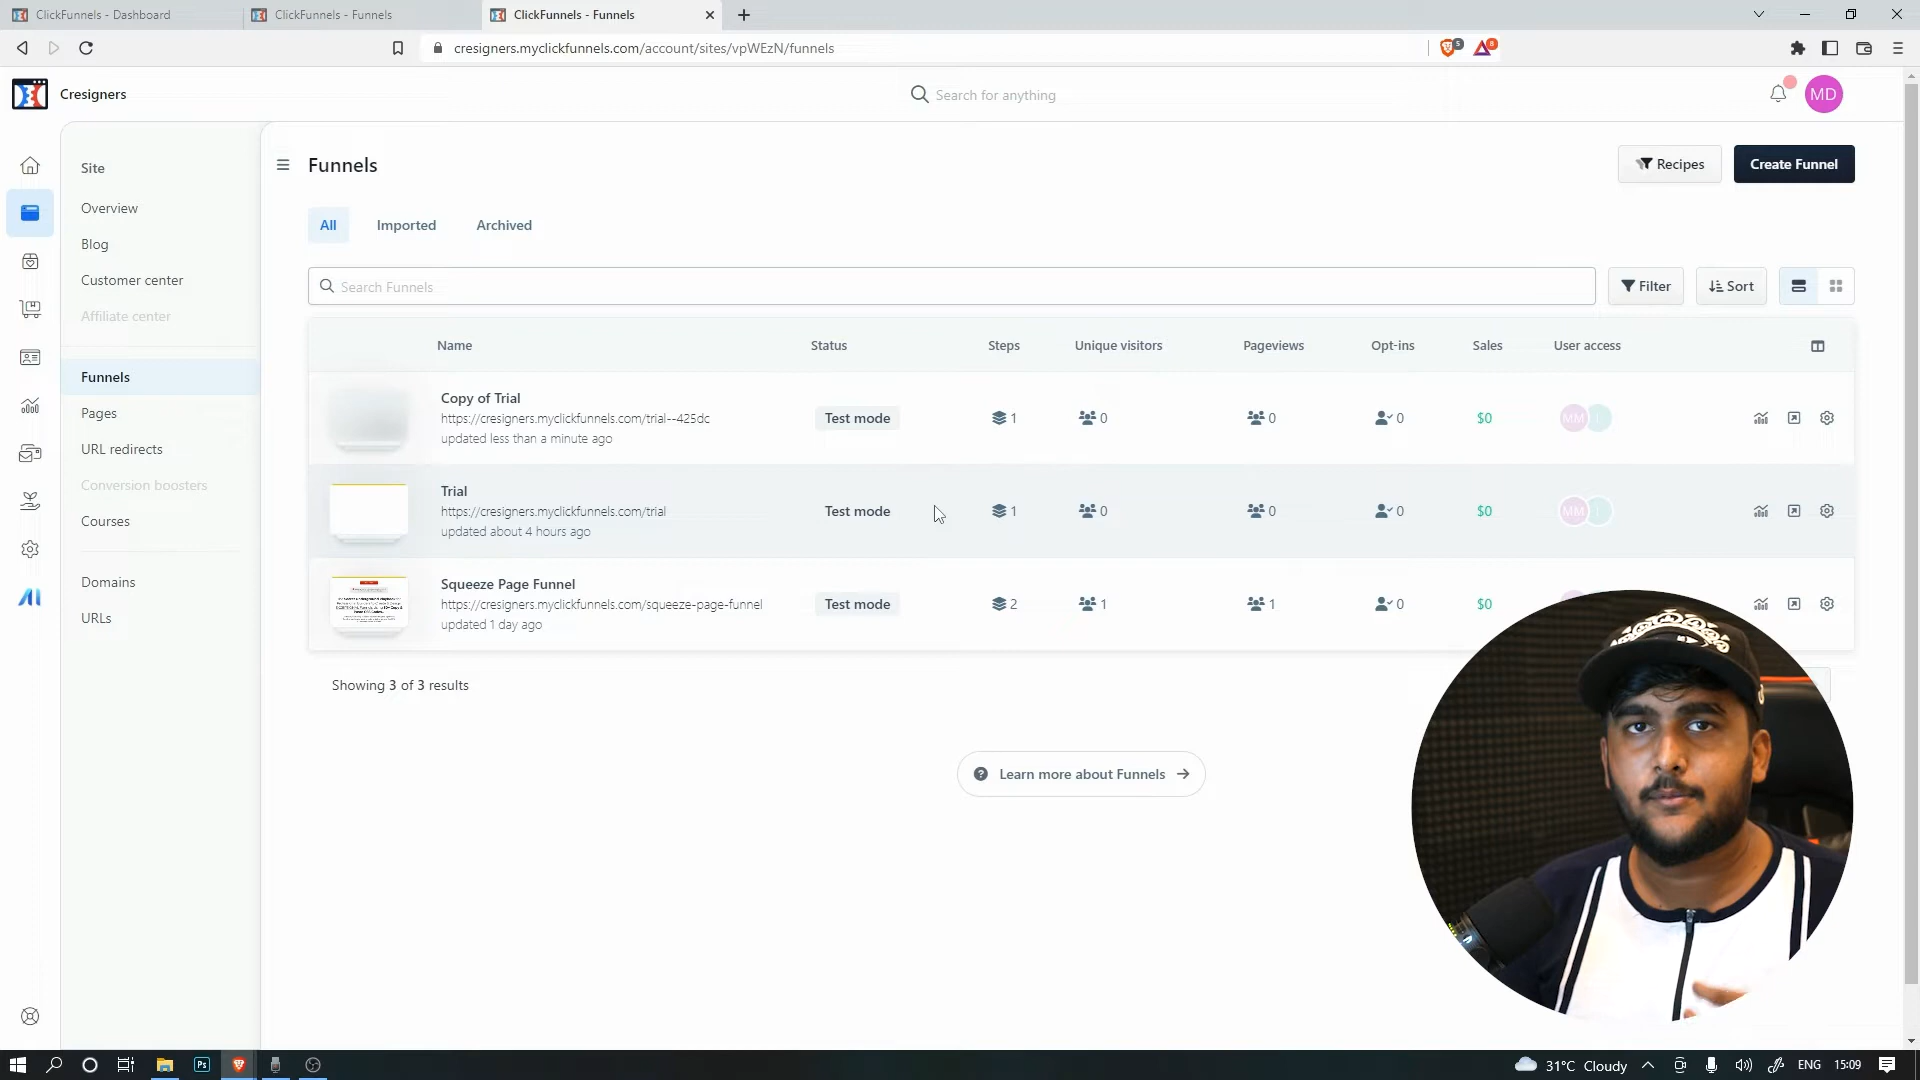 ClickFunnels - Dashboard
ClickFunnels - Funnels
ClickFunnels - Funnels
cresigners.myclickfunnels.com/account/sites/vpWEzN/funnels
5
8
Cresigners
Search for anything
MD
Site
Overview
Blog
Customer center
Affiliate center
Funnels
Pages
URL redirects
Conversion boosters
Courses
Domains
URLs
Funnels
Recipes
Create Funnel
All
Imported
Archived
Search Funnels
Filter
Sort
Name
Status
Steps
Unique visitors
Pageviews
Opt-ins
Sales
User access
Copy of Trial
https://cresigners.myclickfunnels.com/trial--425dc
updated less than a minute ago
Test mode
1
0
0
0
$0
MM
Trial
https://cresigners.myclickfunnels.com/trial
updated about 4 hours ago
Test mode
1
0
0
0
$0
MM
Squeeze Page Funnel
https://cresigners.myclickfunnels.com/squeeze-page-funnel
updated 1 day ago
Test mode
2
1
1
0
$0
Showing 3 of 3 results
Learn more about Funnels
Ps
31°C Cloudy
ENG
15:09